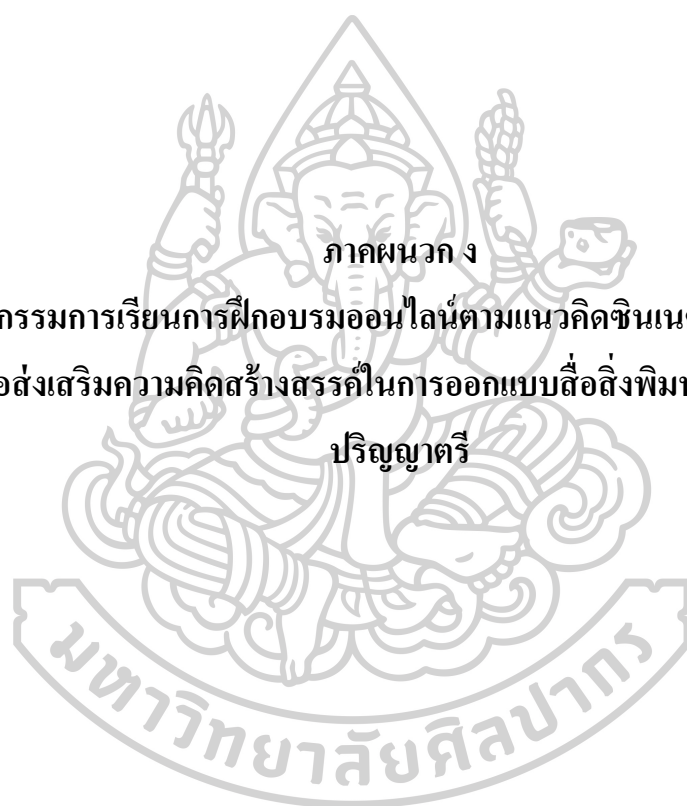 ภาคผนวก ง
กรรมการเรียนการฝึกอบรมออนไลน์ตามแนวคิดซินเน
ส่งเสริมความคิดสร้างสรรค์ในการออกแบบสื่อสิ่งพิม
ปริญญาตรี
มหาวิทยาลัยศิลปากร